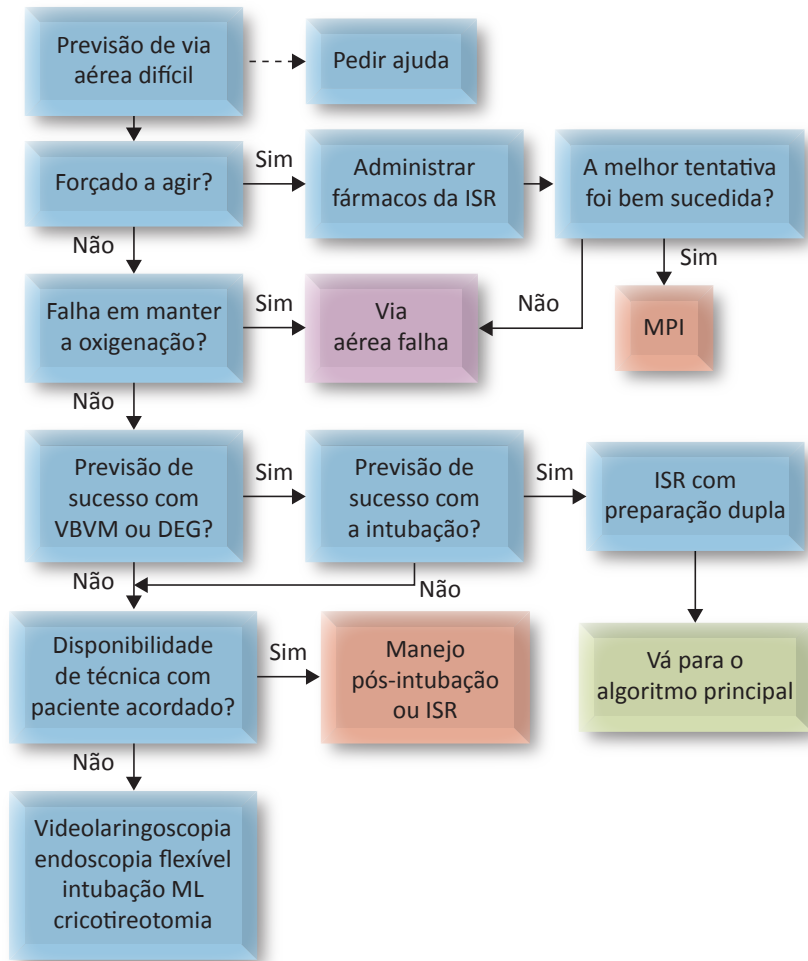 Previsão de via
aérea difícil
Pedir ajuda
Forçado a agir?
Sim
Administrar
fármacos da ISR
A melhor tentativa
foi bem sucedida?
Não
Sim
Falha em manter
a oxigenação?
Sim
Via
aérea falha
Não
MPI
Não
Previsão de
sucesso com
VBVM ou DEG?
Sim
Previsão de
sucesso com
a intubação?
Sim
ISR com
preparação dupla
Não
Não
Disponibilidade
de técnica com
paciente acordado?
Sim
Manejo
pós-intubação
ou ISR
Vá para o
algoritmo principal
Não
Videolaringoscopia
endoscopia flexível
intubação ML
cricotireotomia